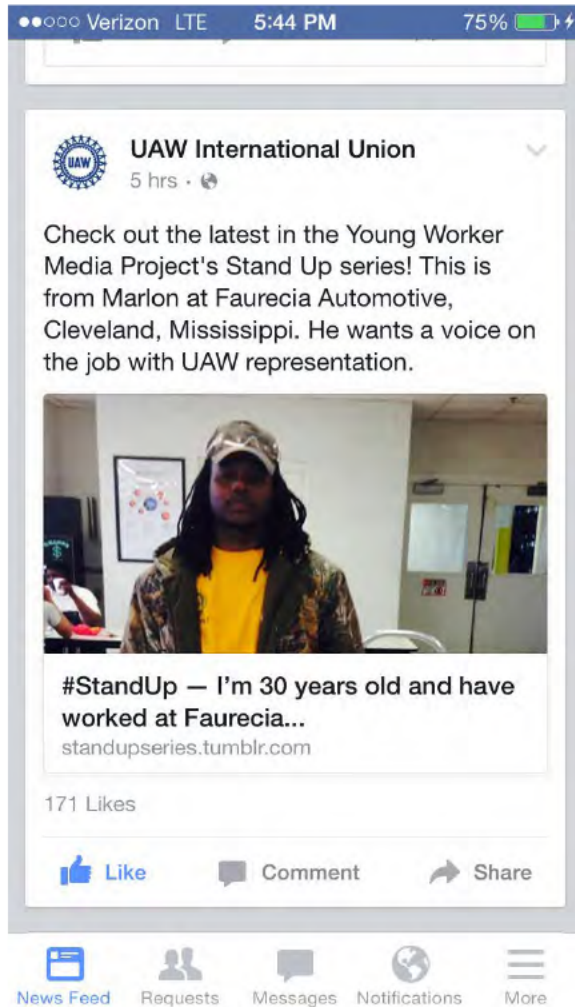 Verizon LTE 5:44 PM 75%
UAW
UAW International Union
5 hrs ·
Check out the latest in the Young Worker
Media Project's Stand Up series! This is
from Marlon at Faurecia Automotive,
Cleveland, Mississippi. He wants a voice on
the job with UAW representation.
#StandUp — I'm 30 years old and have
worked at Faurecia...
standupseries.tumblr.com
171 Likes
Like Comment Share
News Feed Requests Messages Notifications More